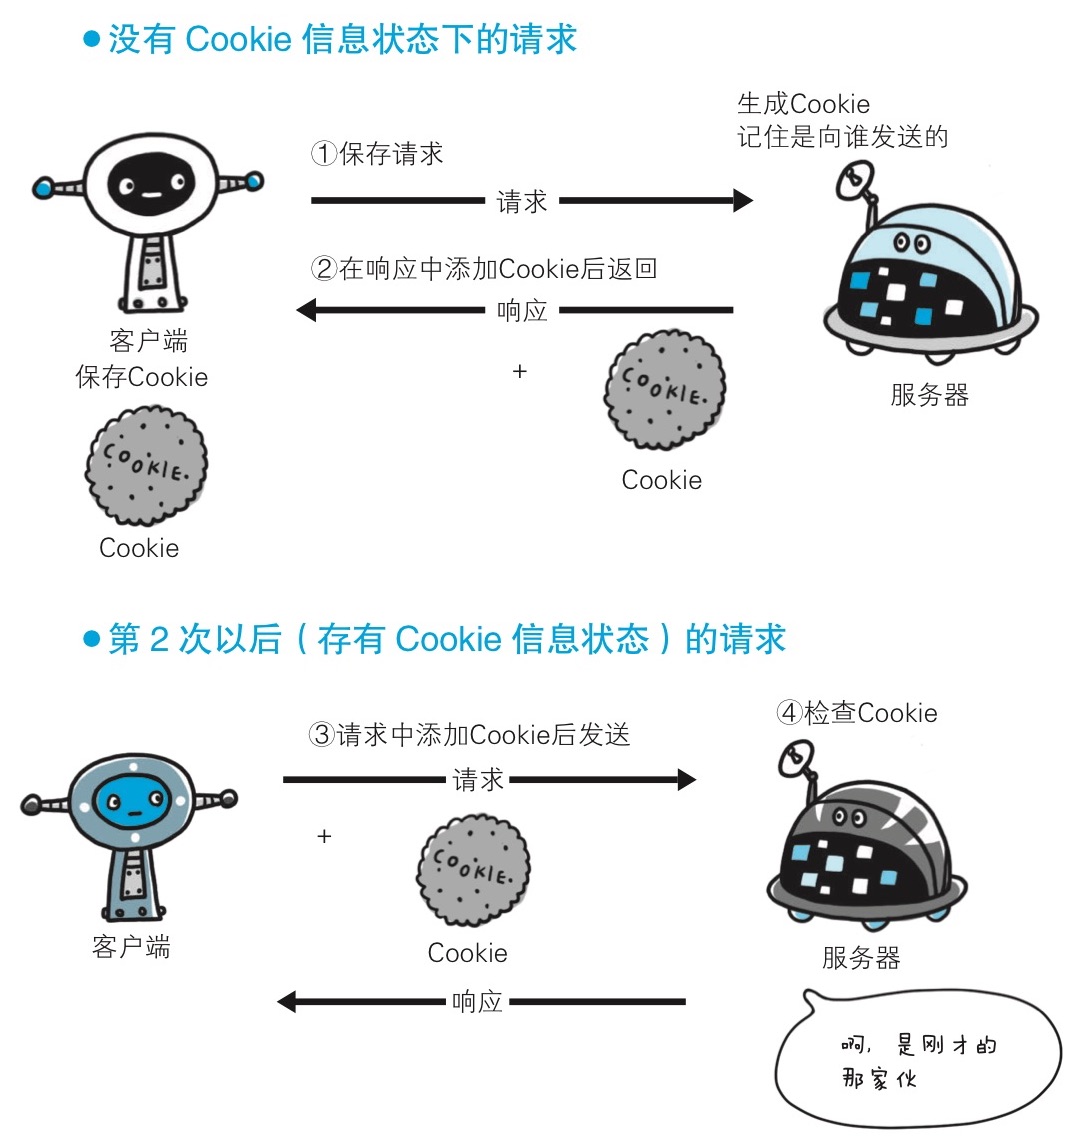 ●没有 Cookie 信息状态下的请求
生成Cookie
记住是向谁发送的
①保存请求
请求
②在响应中添加Cookie后返回
响应
客户端
保存Cookie
+
COOKIE.
服务器
COOKIE.
Cookie
Cookie
●第 2 次以后（存有 Cookie 信息状态）的请求
④检查Cookie
③请求中添加Cookie后发送
请求
+
COOKIE.
客户端
Cookie
服务器
响应
啊, 是刚才的
那家伙